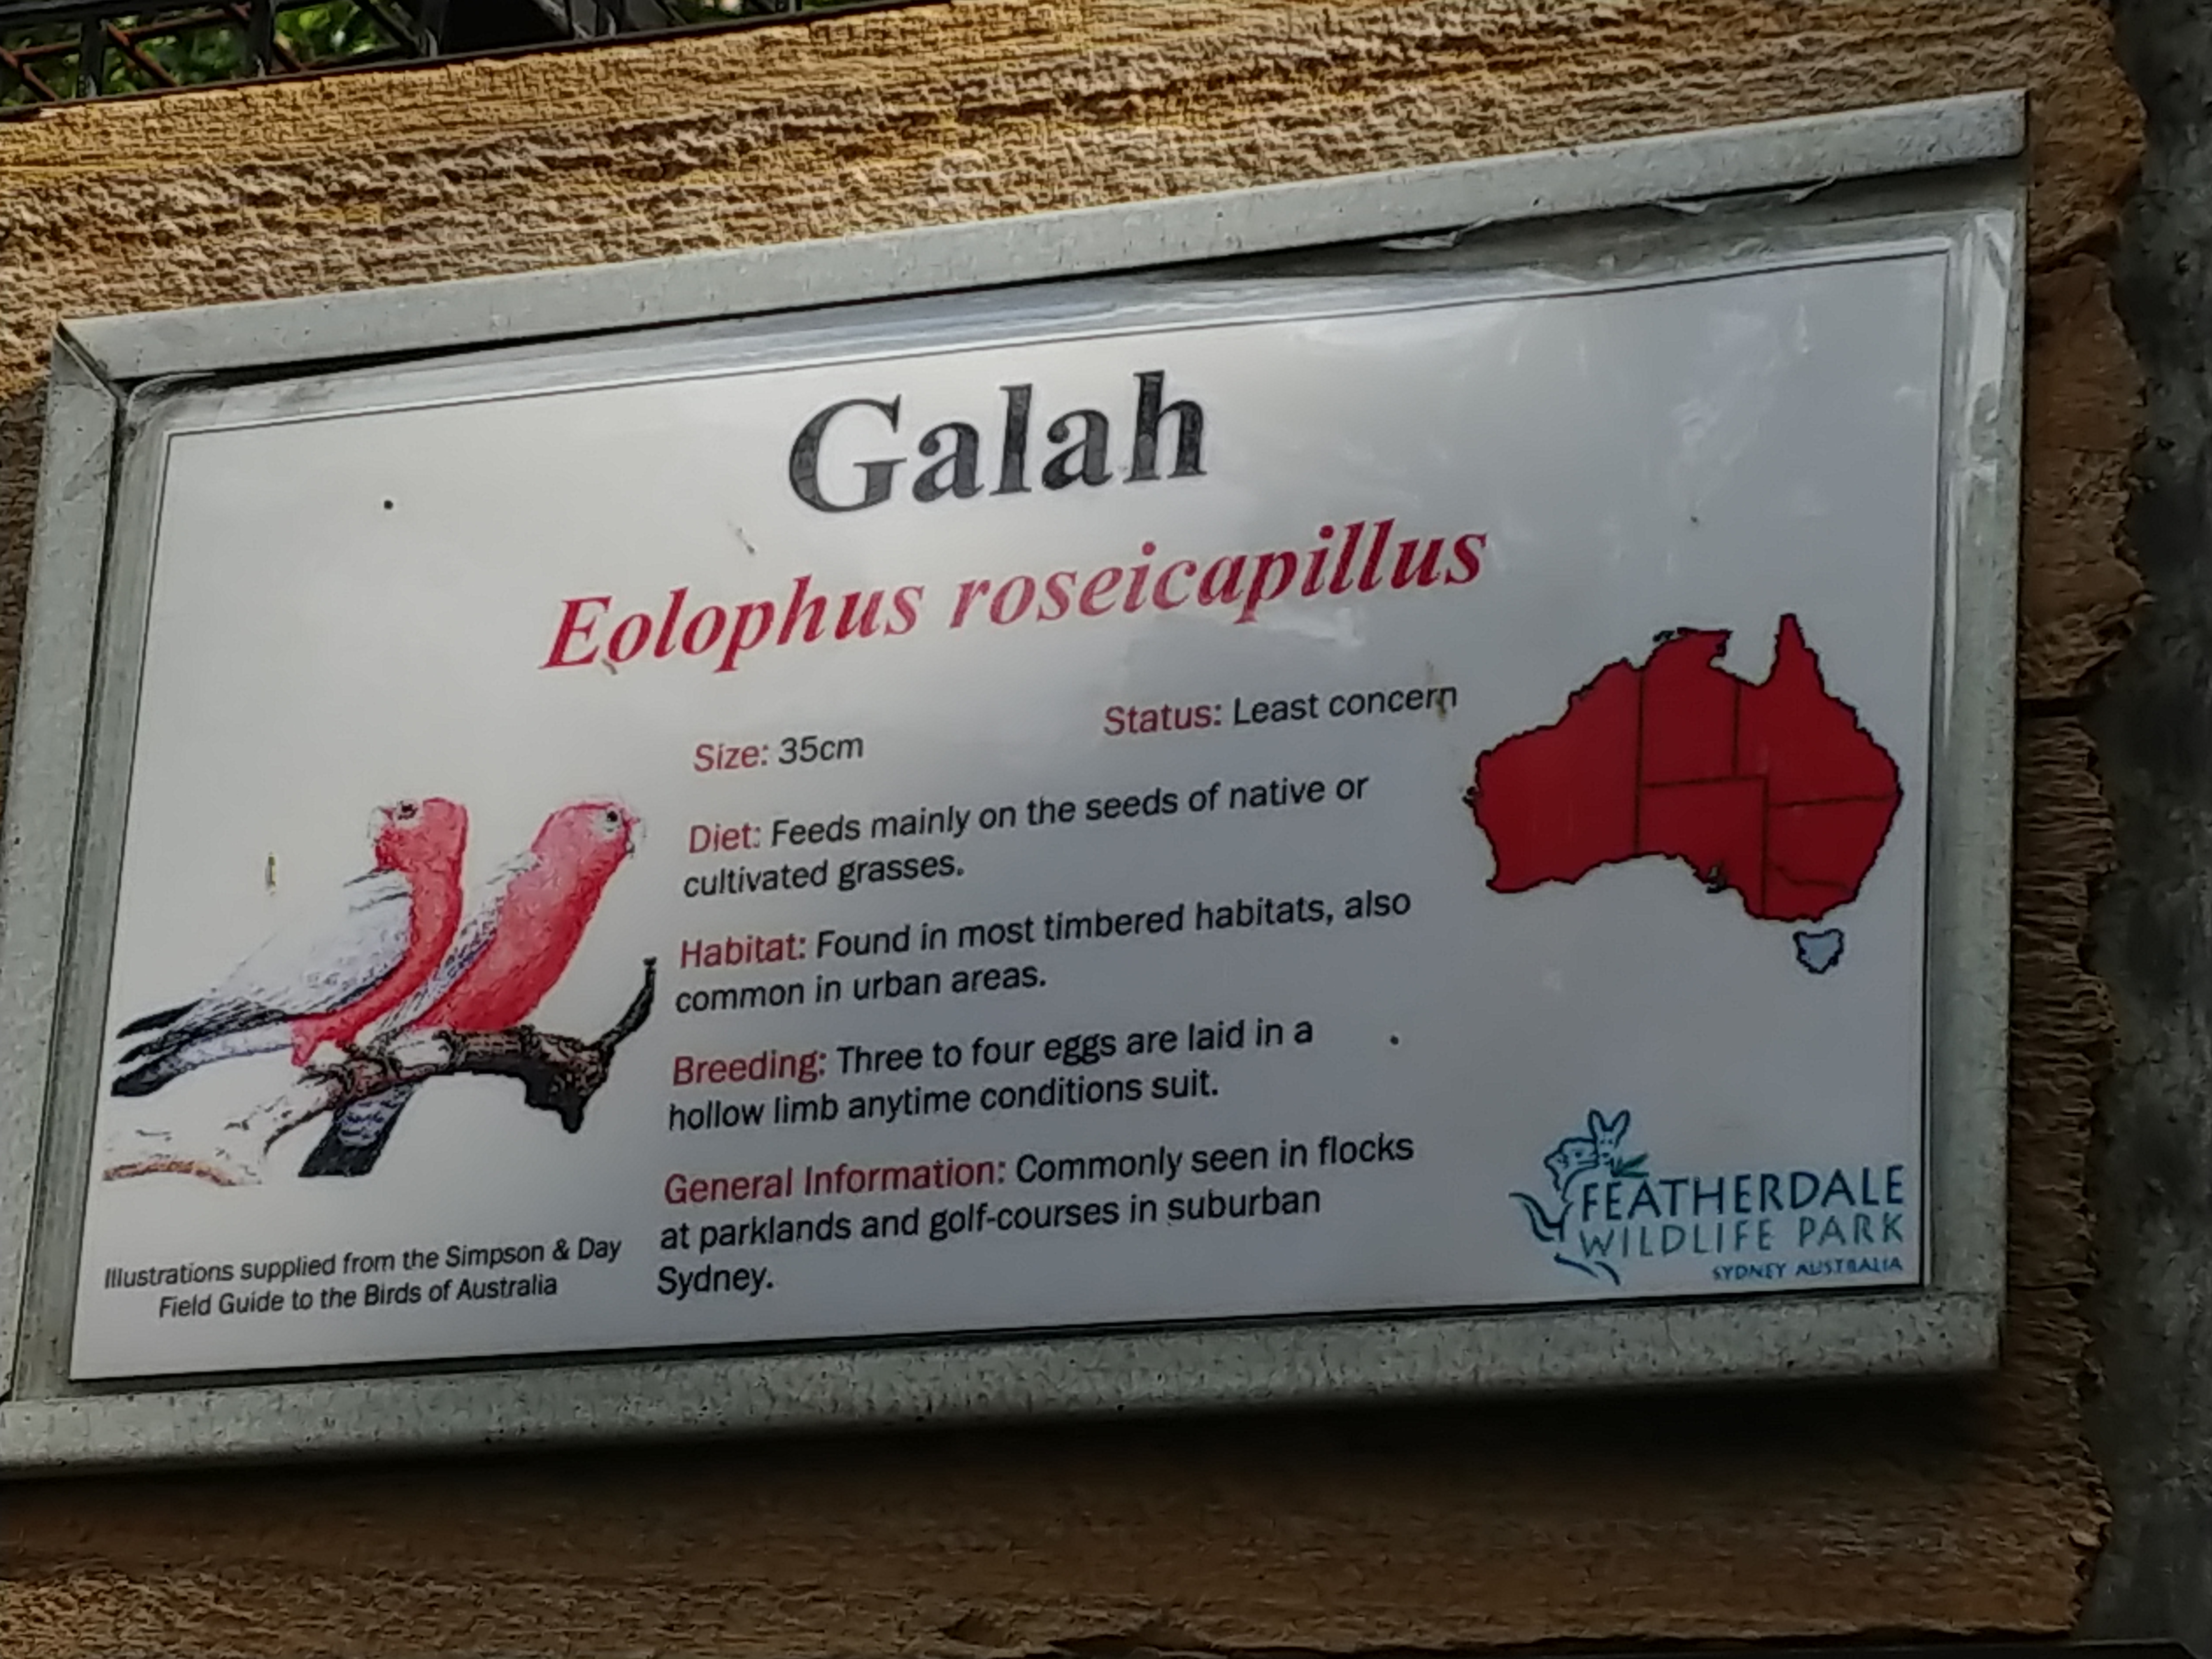 Galah
Eolophus roseicapillus
Size: 35cm
Status: Least concern
Diet: Feeds mainly on the seeds of native or
cultivated grasses.
Habitat: Found in most timbered habitats, also
common in urban areas.
Breeding: Three to four eggs are laid in a
hollow limb anytime conditions suit.
General Information: Commonly seen in flocks
at parklands and golf-courses in suburban
Sydney.
Illustrations supplied from the Simpson & Day
Field Guide to the Birds of Australia
FEATHERDALE
WILDLIFE PARK
SYDNEY AUSTRALIA